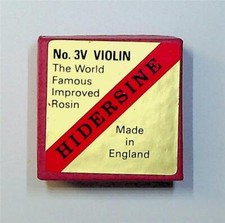 No. 3V VIOLIN
The World
Famous
Improved
Rosin
HIDERSINE
Made
in
England